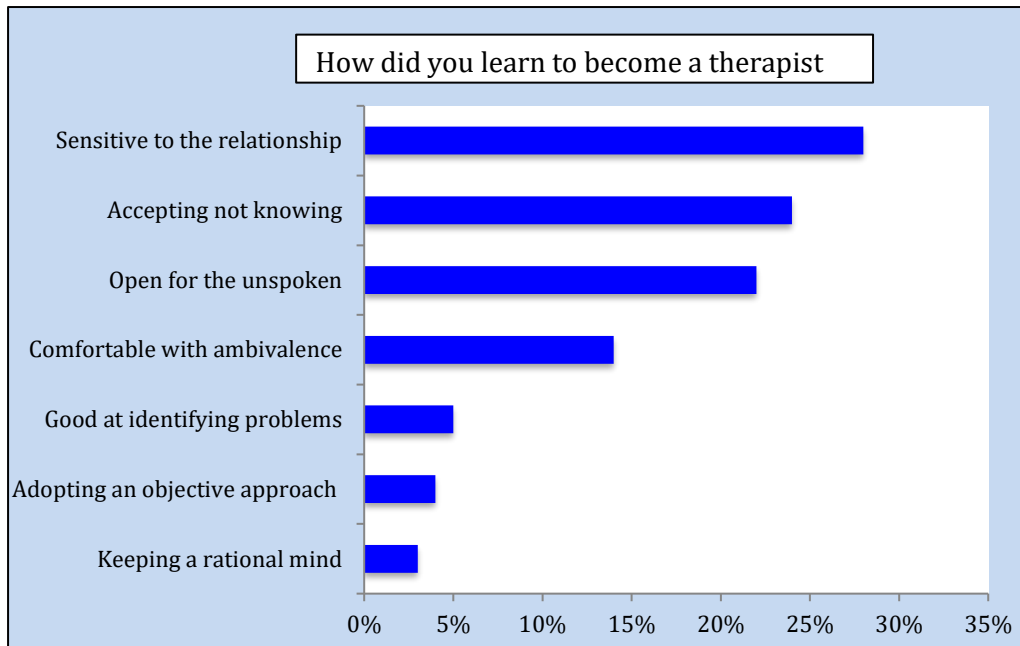 How did you learn to become a therapist
Sensitive to the relationship
Accepting not knowing
Open for the unspoken
Comfortable with ambivalence
Good at identifying problems
Adopting an objective approach
Keeping a rational mind
0% 5% 10% 15% 20% 25% 30% 35%